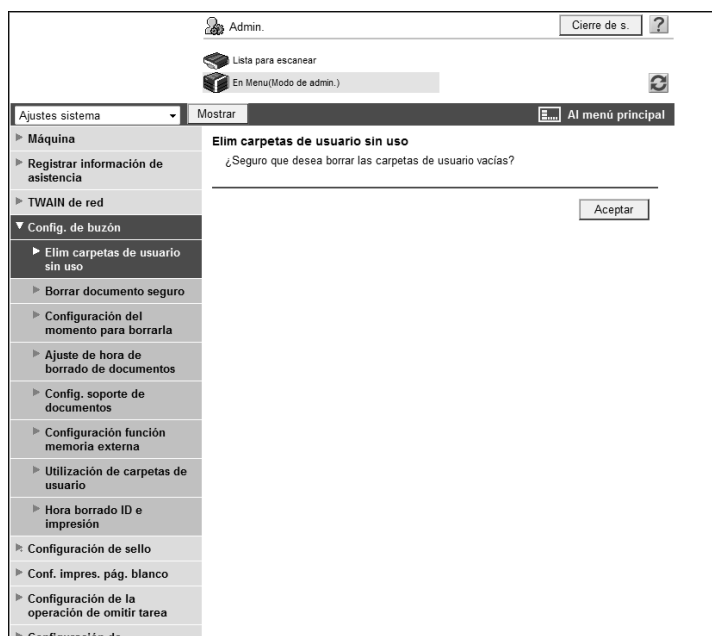 Admin.
Cierre de s.
?
Lista para escanear
En Menu(Modo de admin.)
Ajustes sistema
Mostrar
Al menú principal
Máquina
Registrar información de
asistencia
TWAIN de red
Config. de buzón
Elim carpetas de usuario
sin uso
Borrar documento seguro
Configuración del
momento para borrarla
Ajuste de hora de
borrado de documentos
Config. soporte de
documentos
Configuración función
memoria externa
Utilización de carpetas de
usuario
Hora borrado ID e
impresión
Configuración de sello
Conf. impres. pág. blanco
Configuración de la
operación de omitir tarea
Configuración de
Elim carpetas de usuario sin uso
¿Seguro que desea borrar las carpetas de usuario vacías?
Aceptar